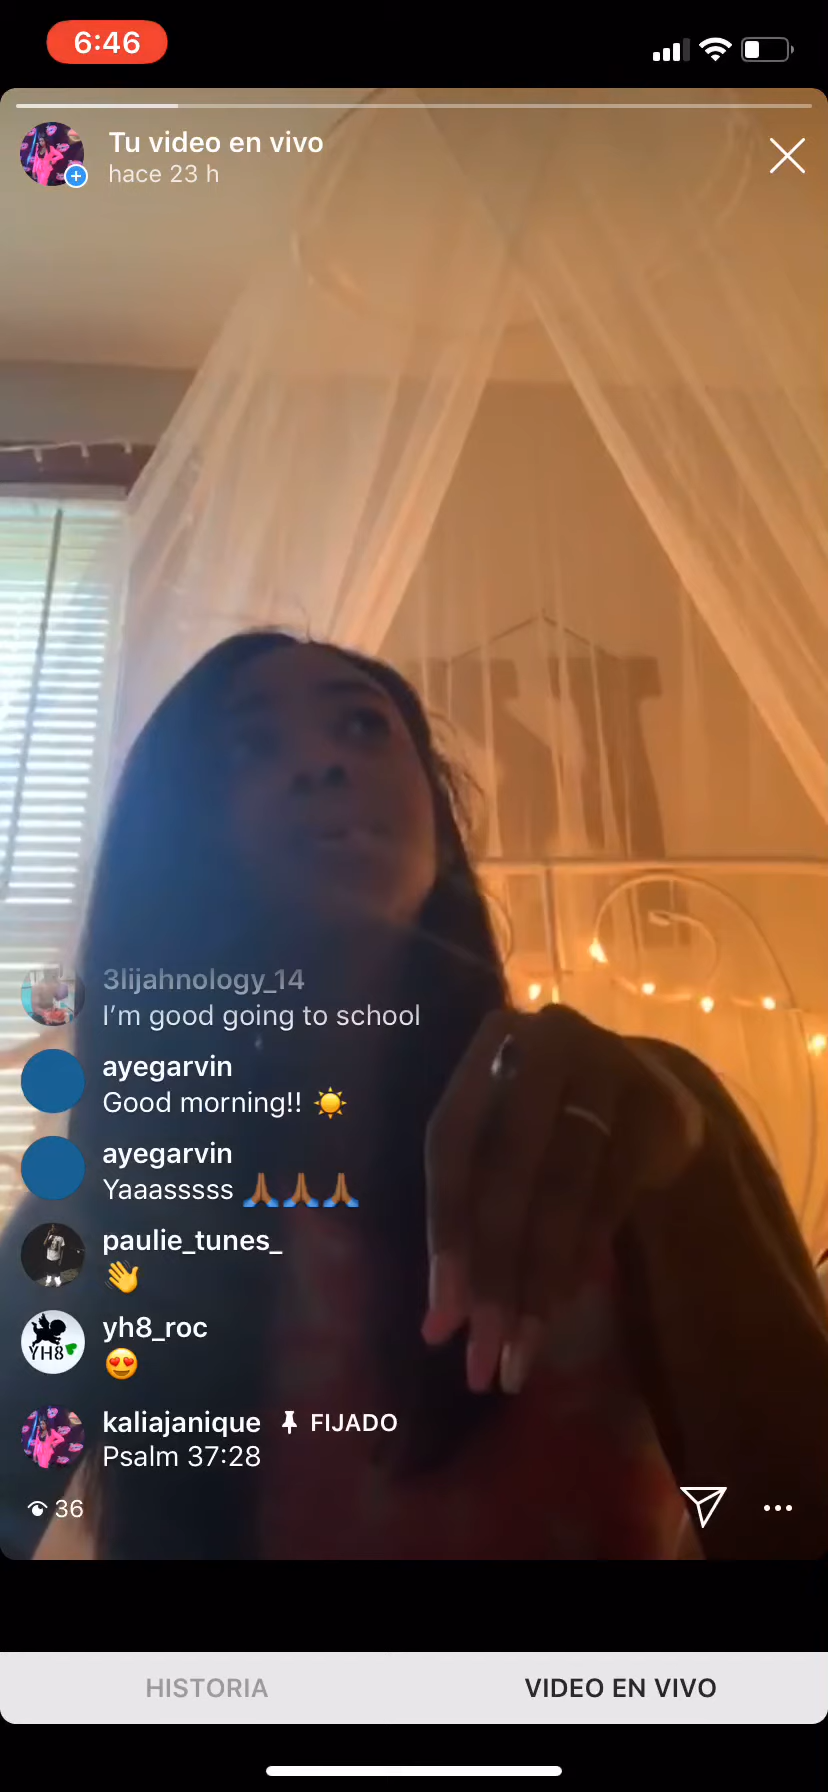 6:46
Tu video en vivo
hace 23 h
3lijahnology_14
I'm good going to school
ayegarvin
Good morning!! ☀️
ayegarvin
Yaaasssss 🙏🏾🙏🏾🙏🏾
paulie_tunes_
👋
yh8_roc
😍
YH8
kaliajanique FIJADO
Psalm 37:28
36
HISTORIA VIDEO EN VIVO